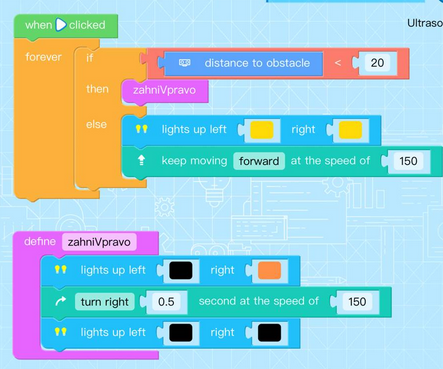 when clicked
Ultraso
forever if distance to obstacle < 20
then zahniVpravo
else lights up left right
keep moving forward at the speed of 150
define zahniVpravo
lights up left right
turn right 0.5 second at the speed of 150
lights up left right